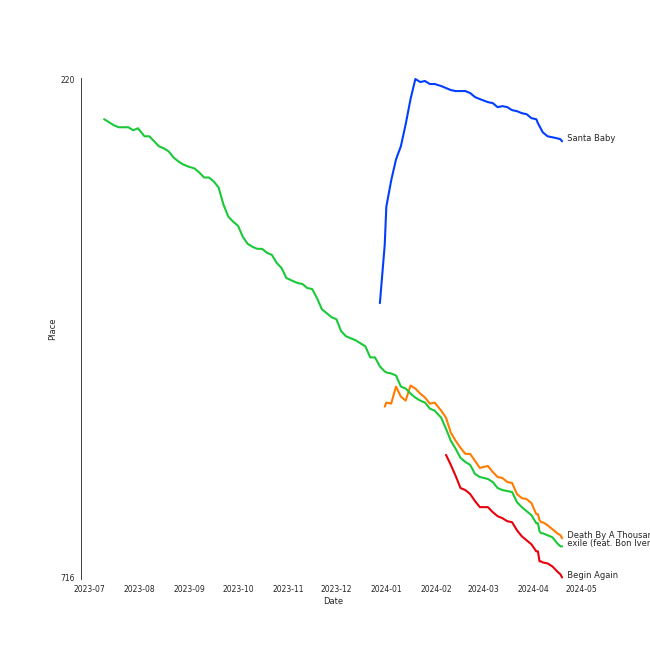 220
Santa Baby
Place
Death By A Thousan
exile (feat. Bon Iver
Begin Again
716
2023-07 2023-08 2023-09 2023-10 2023-11 2023-12 2024-01 2024-02 2024-03 2024-04 2024-05
Date